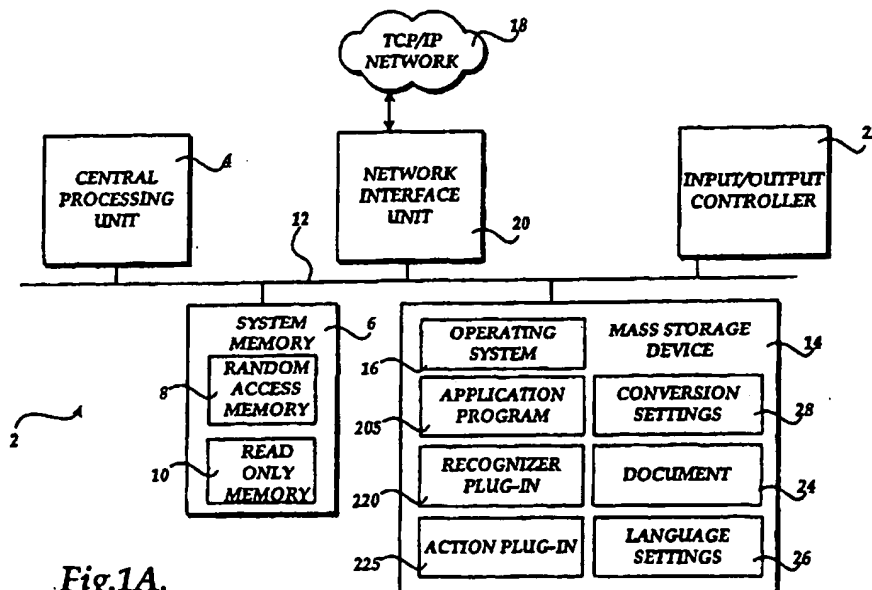 TCP/IP
NETWORK
18
CENTRAL
PROCESSING
UNIT
4
NETWORK
INTERFACE
UNIT
20
INPUT/OUTPUT
CONTROLLER
2
12
SYSTEM
MEMORY
6
RANDOM
ACCESS
MEMORY
8
READ
ONLY
MEMORY
10
2
OPERATING
SYSTEM
16
MASS STORAGE
DEVICE
14
APPLICATION
PROGRAM
205
CONVERSION
SETTINGS
28
RECOGNIZER
PLUG-IN
220
DOCUMENT
24
ACTION PLUG-IN
225
LANGUAGE
SETTINGS
26
Fig.1A.